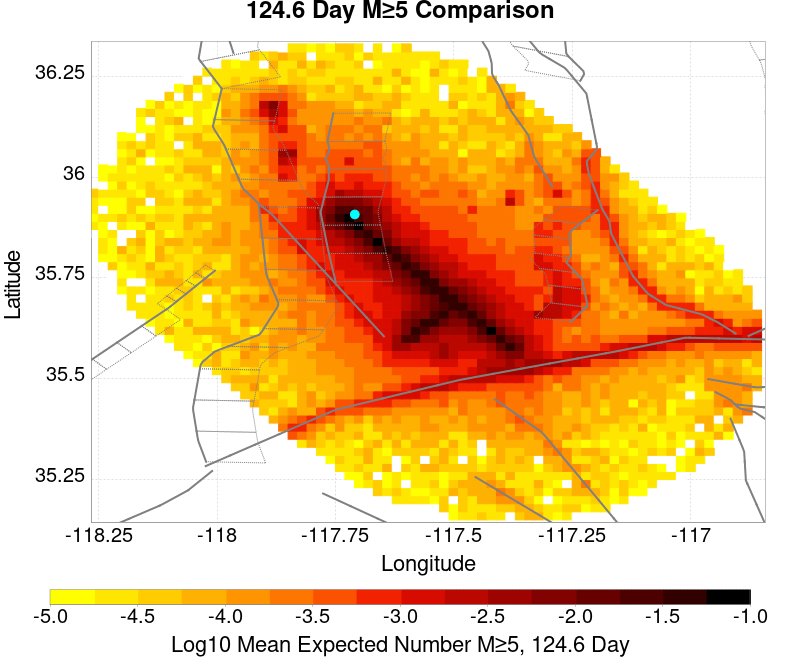 124.6 Day M≥5 Comparison
36.25
36
35.75
35.5
35.25
Latitude
-118.25 -118 -117.75 -117.5 -117.25 -117
Longitude
-5.0 -4.5 -4.0 -3.5 -3.0 -2.5 -2.0 -1.5 -1.0
Log10 Mean Expected Number M≥5, 124.6 Day